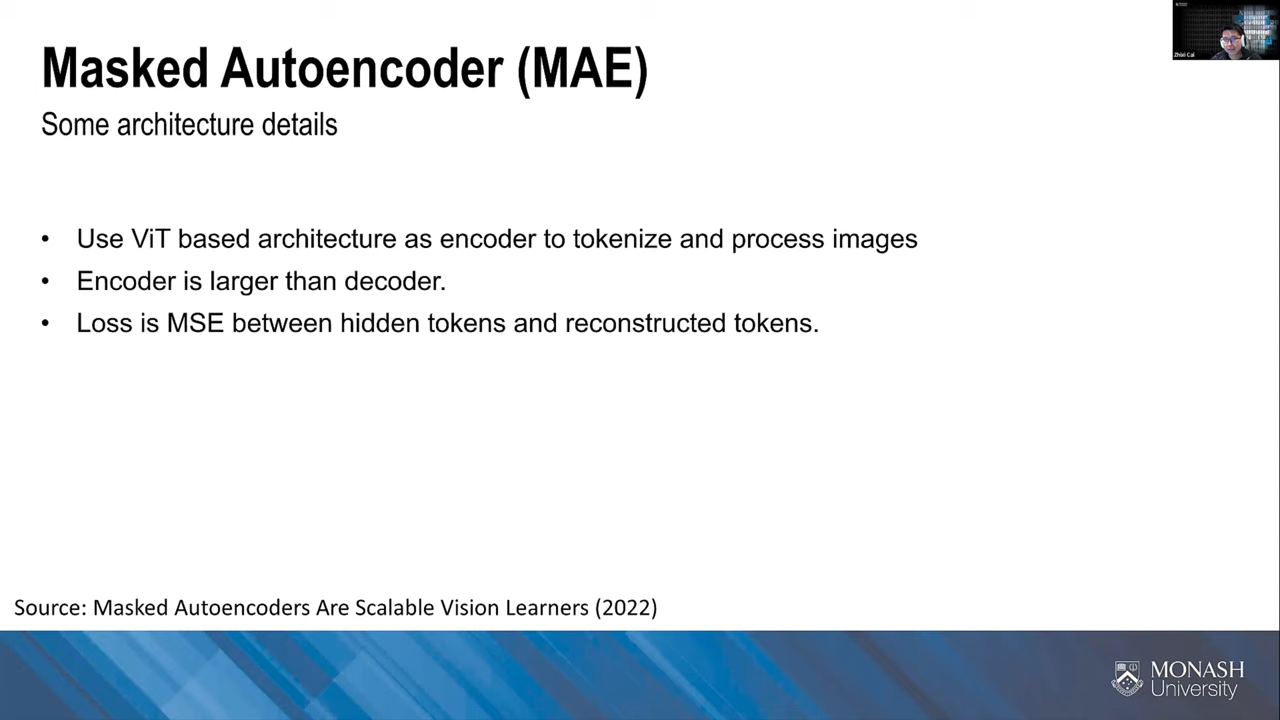 Masked Autoencoder (MAE)
Some architecture details
• Use ViT based architecture as encoder to tokenize and process images
• Encoder is larger than decoder.
• Loss is MSE between hidden tokens and reconstructed tokens.
Source: Masked Autoencoders Are Scalable Vision Learners (2022)
MONASH
University
Zhixi Cai